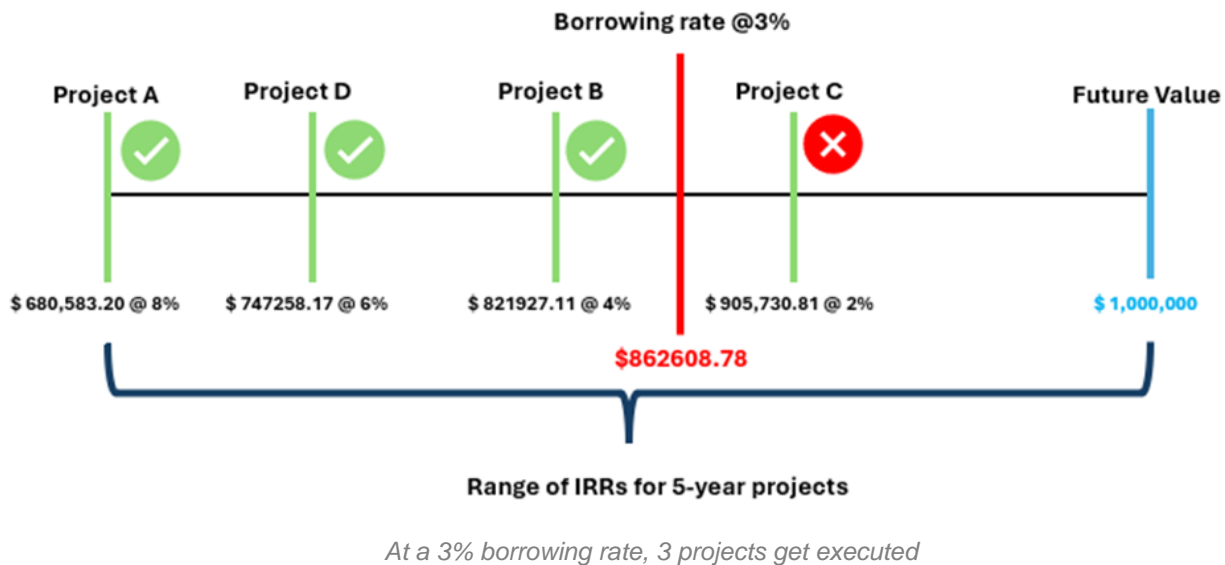 Borrowing rate @3%
Project A
Project D
Project B
Project C
Future Value
$ 680,583.20 @ 8%
$ 747258.17 @ 6%
$ 821927.11 @ 4%
$ 905,730.81 @ 2%
$ 1,000,000
$862608.78
Range of IRRs for 5-year projects
At a 3% borrowing rate, 3 projects get executed